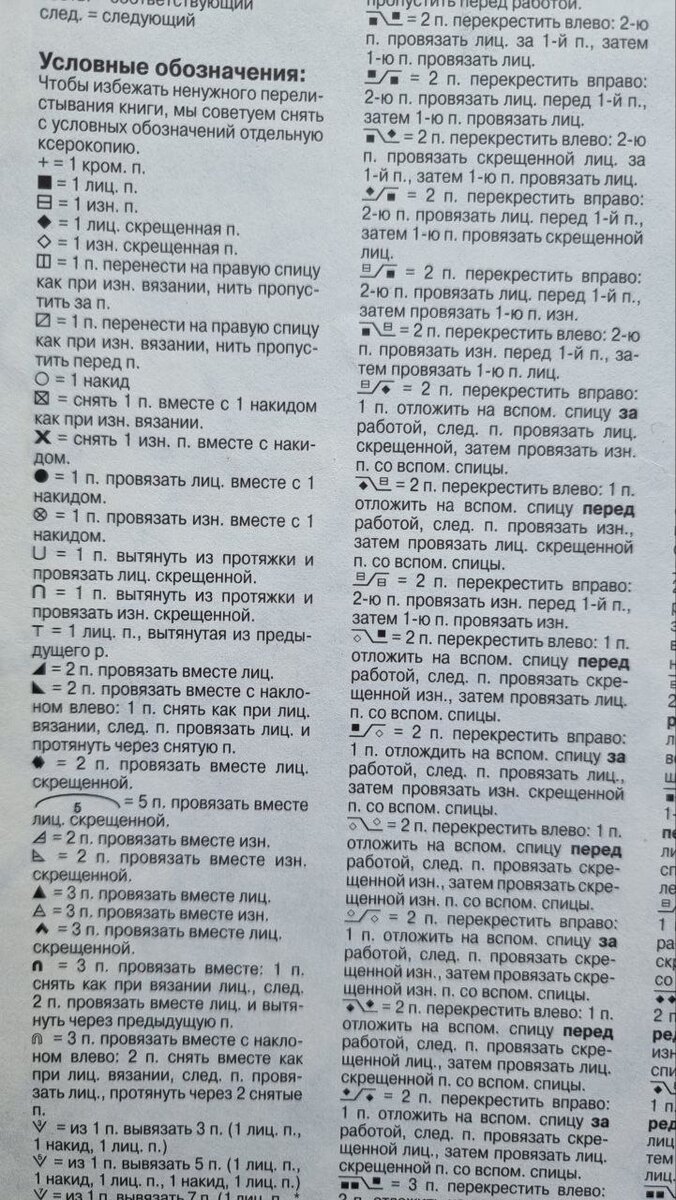 соответствующий
след. = следующий
Условные обозначения:
Чтобы избежать ненужного перели-
стывания книги, мы советуем снять
с условных обозначений отдельную
ксерокопию.
+ = 1 кром. п.
■ = 1 лиц. п.
⊟ = 1 изн. п.
◆ = 1 лиц. скрещенная п.
◇ = 1 изн. скрещенная п.
◫ = 1 п. перенести на правую спицу
как при изн. вязании, нить пропус-
тить за п.
⧄ = 1 п. перенести на правую спицу
как при изн. вязании, нить пропус-
тить перед п.
○ = 1 накид
⊠ = снять 1 п. вместе с 1 накидом
как при изн. вязании.
✕ = снять 1 изн. п. вместе с наки-
дом.
● = 1 п. провязать лиц. вместе с 1
накидом.
⊗ = 1 п. провязать изн. вместе с 1
накидом.
∪ = 1 п. вытянуть из протяжки и
провязать лиц. скрещенной.
∩ = 1 п. вытянуть из протяжки и
провязать изн. скрещенной.
⊤ = 1 лиц. п., вытянутая из преды-
дущего р.
◢ = 2 п. провязать вместе лиц.
◣ = 2 п. провязать вместе с накло-
ном влево: 1 п. снять как при лиц.
вязании, след. п. провязать лиц. и
протянуть через снятую п.
= 2 п. провязать вместе лиц.
скрещенной.
5 = 5 п. провязать вместе
лиц. скрещенной.
= 2 п. провязать вместе изн.
= 2 п. провязать вместе изн.
скрещенной.
▲ = 3 п. провязать вместе лиц.
= 3 п. провязать вместе изн.
= 3 п. провязать вместе лиц.
скрещенной.
= 3 п. провязать вместе: 1 п.
снять как при вязании лиц., след.
2 п. провязать вместе лиц. и вытя-
нуть через предыдущую п.
= 3 п. провязать вместе с накло-
ном влево: 2 п. снять вместе как
при лиц. вязании, след. п. провя-
зать лиц., протянуть через 2 снятые
п.
= из 1 п. вывязать 3 п. (1 лиц. п.,
1 накид, 1 лиц. п.)
= из 1 п. вывязать 5 п. (1 лиц. п.,
1 накид, 1 лиц. п., 1 накид, 1 лиц. п.)
= из 1 п. вывязать 7 п. (1 лиц. п.,
пропустить перед работой.
= 2 п. перекрестить влево: 2-ю
п. провязать лиц. за 1-й п., затем
1-ю п. провязать лиц.
= 2 п. перекрестить вправо:
2-ю п. провязать лиц. перед 1-й п.,
затем 1-ю п. провязать лиц.
= 2 п. перекрестить влево: 2-ю
п. провязать скрещенной лиц. за
1-й п., затем 1-ю п. провязать лиц.
= 2 п. перекрестить вправо:
2-ю п. провязать лиц. перед 1-й п.,
затем 1-ю п. провязать скрещенной
лиц.
= 2 п. перекрестить вправо:
2-ю п. провязать лиц. перед 1-й п.,
затем провязать 1-ю п. изн.
= 2 п. перекрестить влево: 2-ю
п. провязать изн. перед 1-й п., за-
тем провязать 1-ю п. лиц.
= 2 п. перекрестить вправо:
1 п. отложить на вспом. спицу за
работой, след. п. провязать лиц.
скрещенной, затем провязать изн.
п. со вспом. спицы.
= 2 п. перекрестить влево: 1 п.
отложить на вспом. спицу перед
работой, след. п. провязать изн.,
затем провязать лиц. скрещенной
п. со вспом. спицы.
= 2 п. перекрестить вправо:
2-ю п. провязать изн. перед 1-й п.,
затем 1-ю п. провязать изн.
= 2 п. перекрестить влево: 1 п.
отложить на вспом. спицу перед
работой, след. п. провязать скре-
щенной изн., затем провязать лиц.
п. со вспом. спицы.
= 2 п. перекрестить вправо:
1 п. отлождить на вспом. спицу за
работой, след. п. провязать лиц.,
затем провязать изн. скрещенной
п. со вспом. спицы.
= 2 п. перекрестить влево: 1 п.
отложить на вспом. спицу перед
работой, след. п. провязать скре-
щенной изн., затем провязать скре-
щенной изн. п. со вспом. спицы.
= 2 п. перекрестить вправо:
1 п. отложить на вспом. спицу за
работой, след. п. провязать скре-
щенной изн., затем провязать скре-
щенной изн. п. со вспом. спицы.
= 2 п. перекрестить влево: 1 п.
отложить на вспом. спицу перед
работой, след. п. провязать скре-
щенной лиц., затем провязать лиц.
скрещенной п. со вспом. спицы.
= 2 п. перекрестить вправо:
1 п. отложить на вспом. спицу за
работой, след. п. провязать скре-
щенной лиц., затем провязать лиц.
скрещенной п. со вспом. спицы.
= 3 п. перекрестить влево: